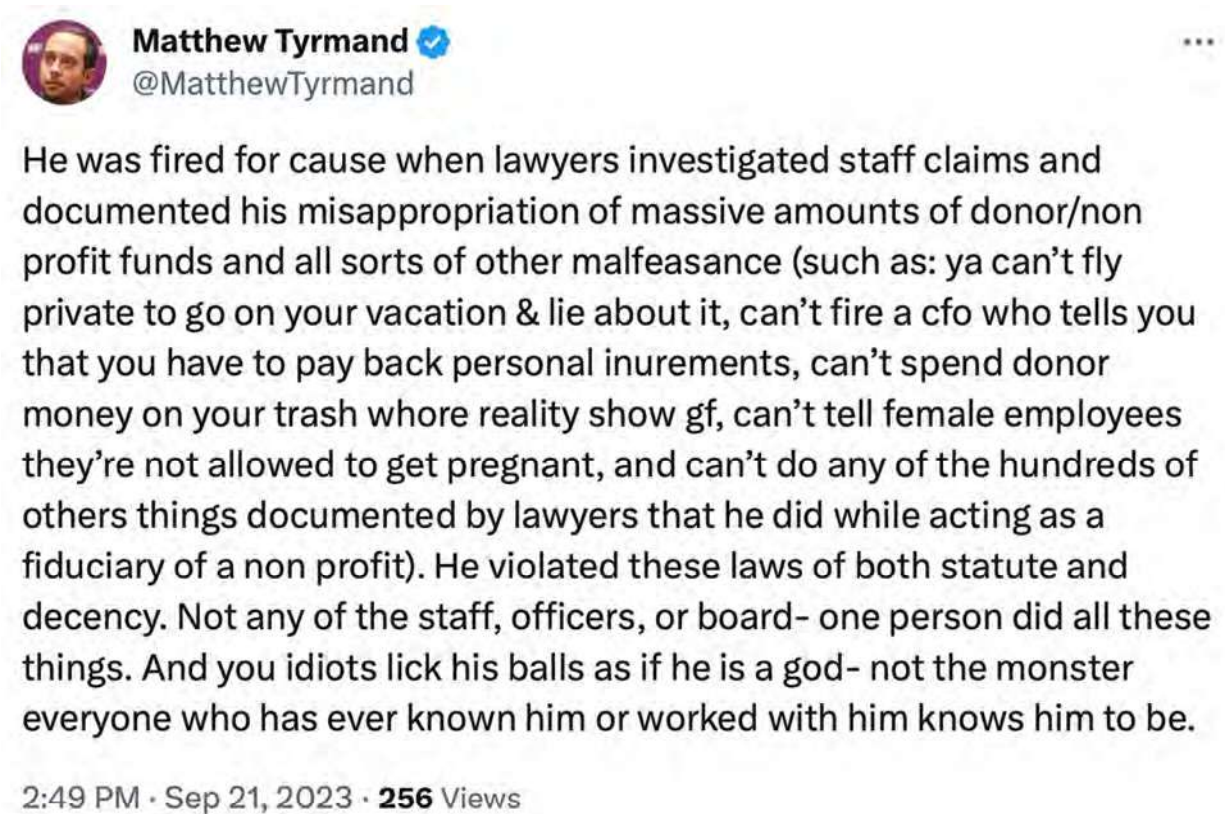 Matthew Tyrmand
@MatthewTyrmand
He was fired for cause when lawyers investigated staff claims and
documented his misappropriation of massive amounts of donor/non
profit funds and all sorts of other malfeasance (such as: ya can’t fly
private to go on your vacation & lie about it, can’t fire a cfo who tells you
that you have to pay back personal inurements, can’t spend donor
money on your trash whore reality show gf, can’t tell female employees
they’re not allowed to get pregnant, and can’t do any of the hundreds of
others things documented by lawyers that he did while acting as a
fiduciary of a non profit). He violated these laws of both statute and
decency. Not any of the staff, officers, or board- one person did all these
things. And you idiots lick his balls as if he is a god- not the monster
everyone who has ever known him or worked with him knows him to be.
2:49 PM · Sep 21, 2023 · 256 Views